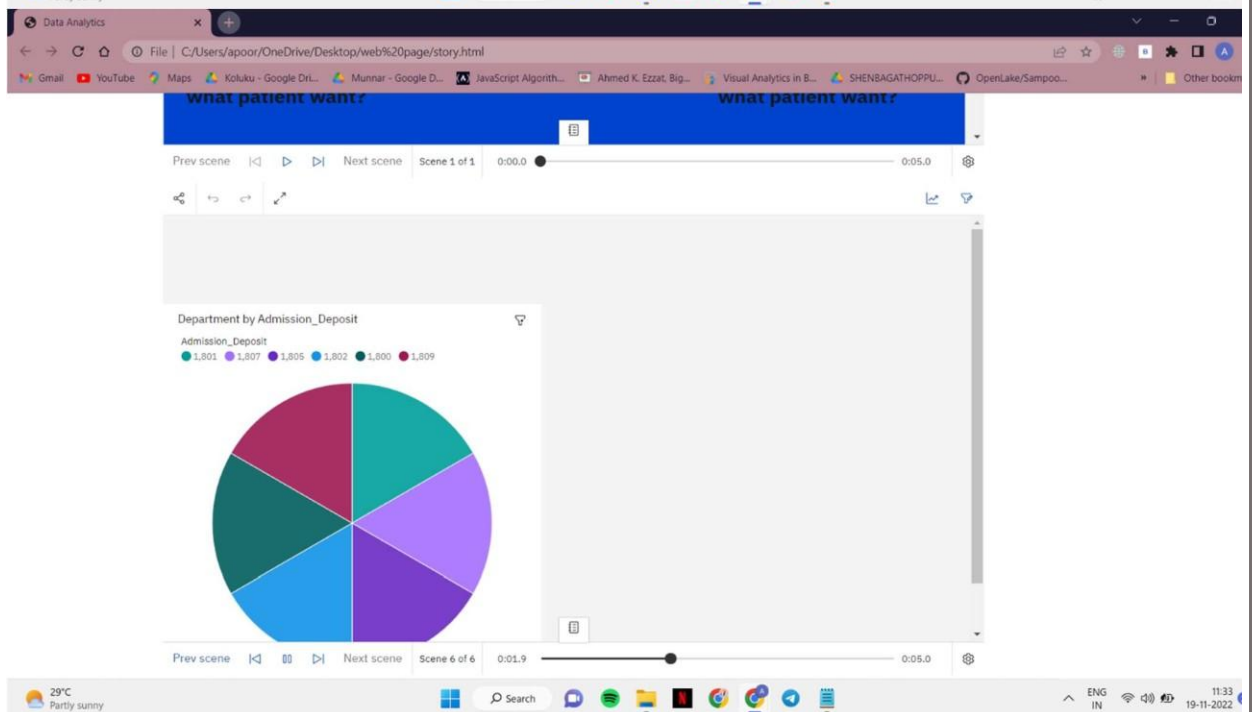 Data Analytics
File | C:/Users/apoor/OneDrive/Desktop/web%20page/story.html
Gmail YouTube Maps Koluku - Google Dri... Munnar - Google D... JavaScript Algorith... Ahmed K. Ezzat, Big... Visual Analytics in B... SHENBAGATHOPPU... OpenLake/Sampoo... » Other bookm
what patient want? what patient want?
Prev scene Next scene Scene 1 of 1 0:00.0 0:05.0
Department by Admission_Deposit
Admission_Deposit
1,801 1,807 1,805 1,802 1,800 1,809
Prev scene Next scene Scene 6 of 6 0:01.9 0:05.0
29°C
Partly sunny
Search
ENG
IN
11:33
19-11-2022